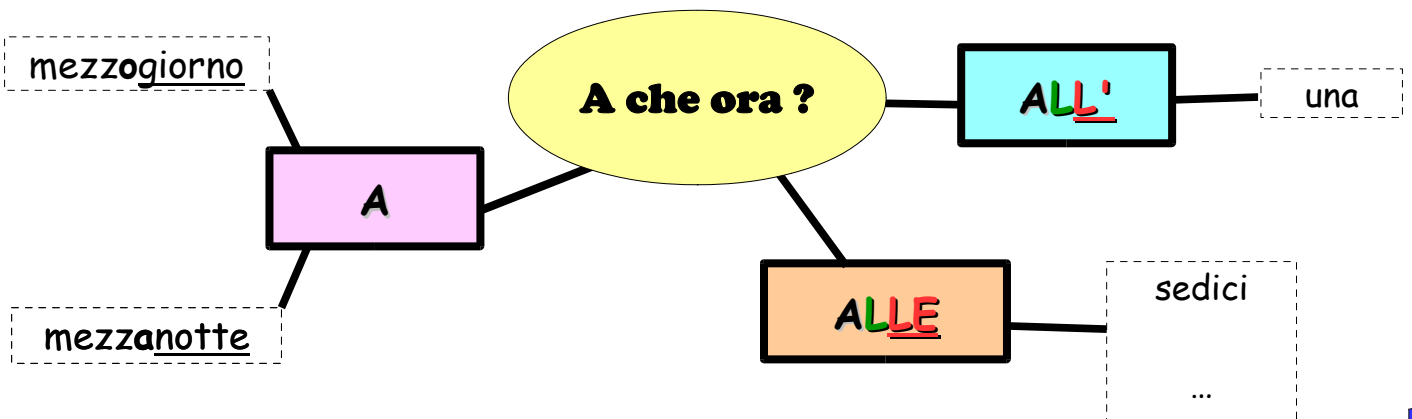 mezzogiorno
A che ora ?
ALL'
una
A
mezzanotte
ALLE
sedici
...